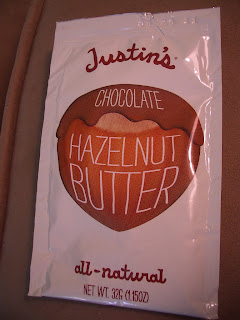 Justin's
CHOCOLATE
HAZELNUT
BUTTER
all-natural
NET WT. 32G (1.15OZ)